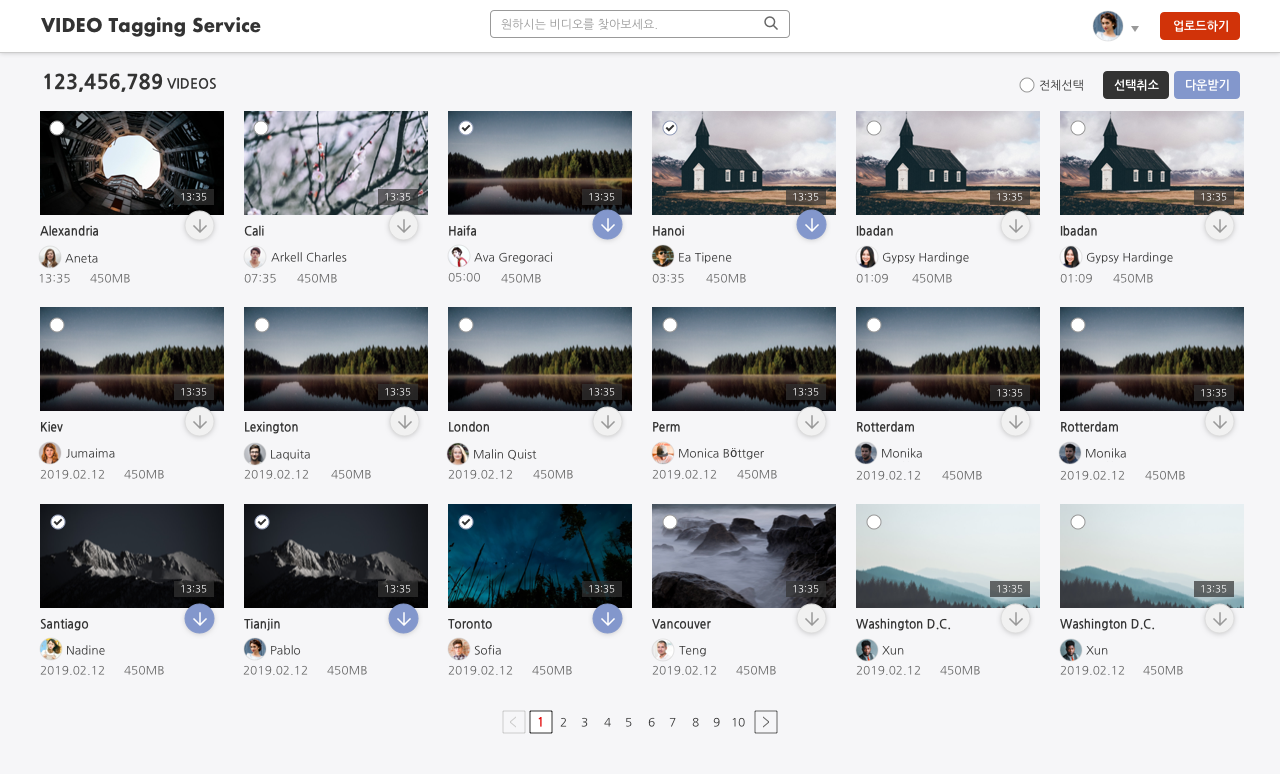 VIDEO Tagging Service
원하시는 비디오를 찾아보세요.
업로드하기
123,456,789 VIDEOS
전체선택
선택취소
다운받기
13:35 13:35 13:35 13:35 13:35 13:35
Alexandria Cali Haifa Hanoi Ibadan Ibadan
Aneta Arkell Charles Ava Gregoraci Ea Tipene Gypsy Hardinge Gypsy Hardinge
13:35 450MB 07:35 450MB 05:00 450MB 03:35 450MB 01:09 450MB 01:09 450MB
13:35 13:35 13:35 13:35 13:35 13:35
Kiev Lexington London Perm Rotterdam Rotterdam
Jumaima Laquita Malin Quist Monica Böttger Monika Monika
2019.02.12 450MB 2019.02.12 450MB 2019.02.12 450MB 2019.02.12 450MB 2019.02.12 450MB 2019.02.12 450MB
13:35 13:35 13:35 13:35 13:35 13:35
Santiago Tianjin Toronto Vancouver Washington D.C. Washington D.C.
Nadine Pablo Sofia Teng Xun Xun
2019.02.12 450MB 2019.02.12 450MB 2019.02.12 450MB 2019.02.12 450MB 2019.02.12 450MB 2019.02.12 450MB
1 2 3 4 5 6 7 8 9 10